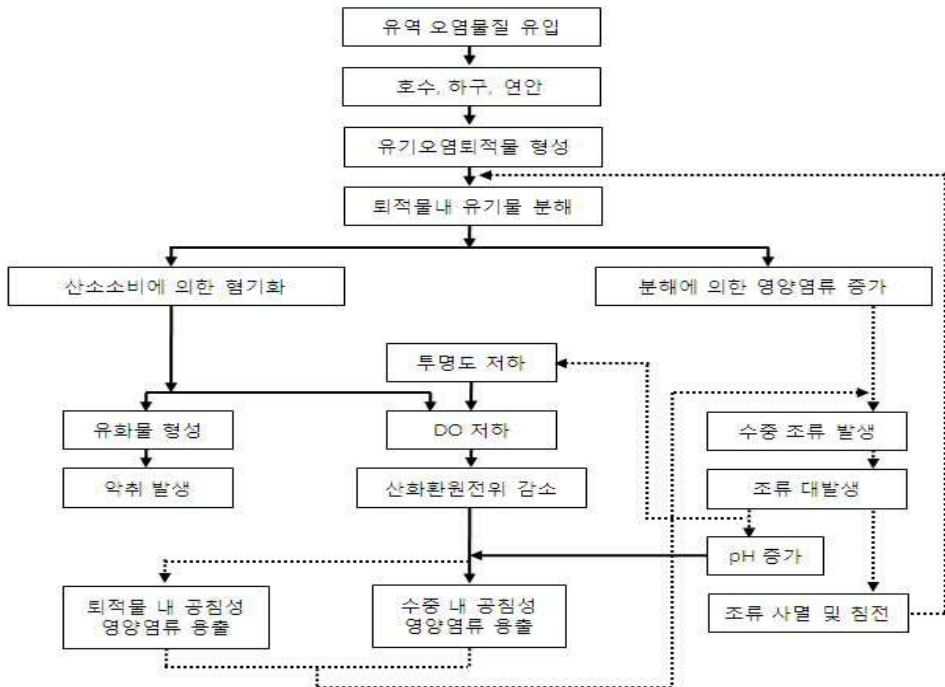 유역 오염물질 유입
호수, 하구, 연안
유기오염퇴적물 형성
퇴적물내 유기물 분해
산소소비에 의한 혐기화
분해에 의한 영양염류 증가
투명도 저하
유화물 형성
DO 저하
수중 조류 발생
악취 발생
산화환원전위 감소
조류 대발생
pH 증가
퇴적물 내 공침성
영양염류 용출
수중 내 공침성
영양염류 용출
조류 사멸 및 침전